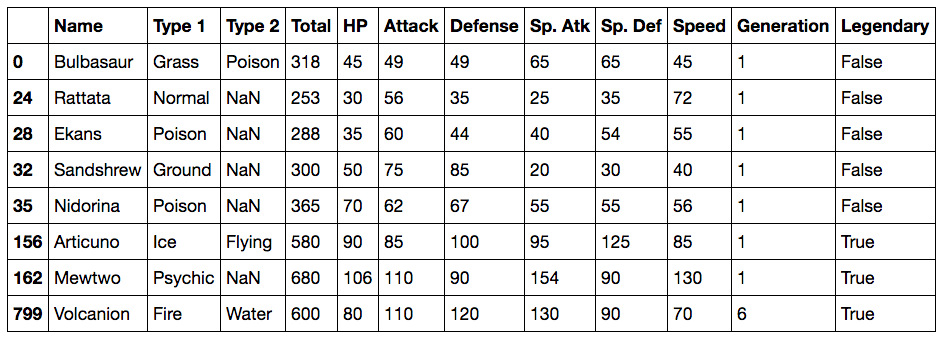 Name Type 1 Type 2 Total HP Attack Defense Sp. Atk Sp. Def Speed Generation Legendary
0 Bulbasaur Grass Poison 318 45 49 49 65 65 45 1 False
24 Rattata Normal NaN 253 30 56 35 25 35 72 1 False
28 Ekans Poison NaN 288 35 60 44 40 54 55 1 False
32 Sandshrew Ground NaN 300 50 75 85 20 30 40 1 False
35 Nidorina Poison NaN 365 70 62 67 55 55 56 1 False
156 Articuno Ice Flying 580 90 85 100 95 125 85 1 True
162 Mewtwo Psychic NaN 680 106 110 90 154 90 130 1 True
799 Volcanion Fire Water 600 80 110 120 130 90 70 6 True